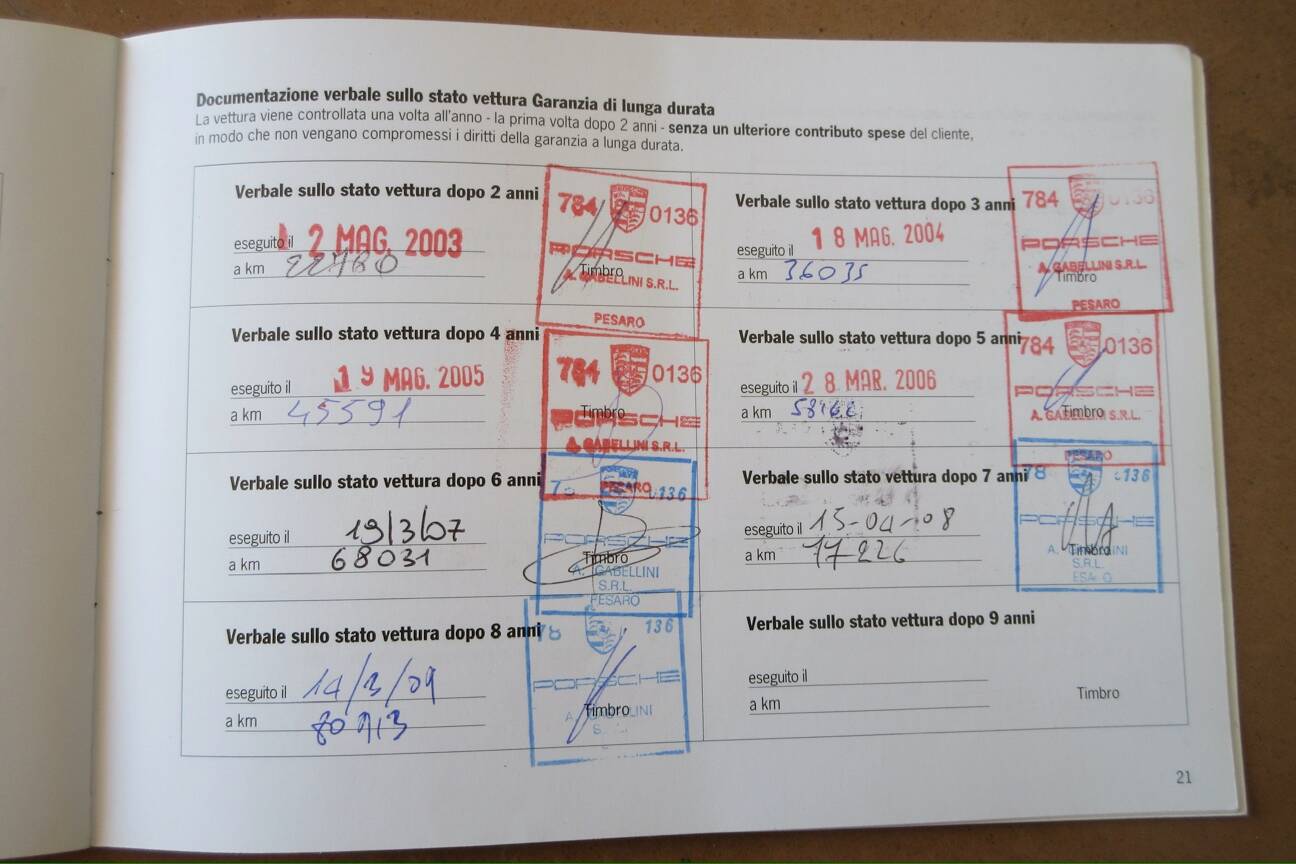 Documentazione verbale sullo stato vettura Garanzia di lunga durata
La vettura viene controllata una volta all'anno - la prima volta dopo 2 anni - senza un ulteriore contributo spese del cliente,
in modo che non vengano compromessi i diritti della garanzia a lunga durata.
Verbale sullo stato vettura dopo 2 anni
eseguito il 12 MAG. 2003
a km 22780
784 0136
PORSCHE
Timbro
A. GABELLINI S.R.L.
PESARO
Verbale sullo stato vettura dopo 3 anni
eseguito il 18 MAG. 2004
a km 36035
784 0136
PORSCHE
A. GABELLINI S.R.L.
Timbro
PESARO
Verbale sullo stato vettura dopo 4 anni
eseguito il 19 MAG. 2005
a km 45591
784 0136
Timbro
PORSCHE
A. GABELLINI S.R.L.
PESARO
Verbale sullo stato vettura dopo 5 anni
eseguito il 28 MAR. 2006
a km
784 0136
PORSCHE
Timbro
A. GABELLINI S.R.L.
PESARO
Verbale sullo stato vettura dopo 6 anni
eseguito il 19/3/07
a km 68031
PORSCHE
Timbro
A. GABELLINI
S.R.L.
PESARO
Verbale sullo stato vettura dopo 7 anni
eseguito il 15-04-08
a km 77226
78 136
PORSCHE
Timbro
S.R.L.
Verbale sullo stato vettura dopo 8 anni
eseguito il 14/3/09
a km
78 136
PORSCHE
Timbro
Verbale sullo stato vettura dopo 9 anni
eseguito il
a km
Timbro
21